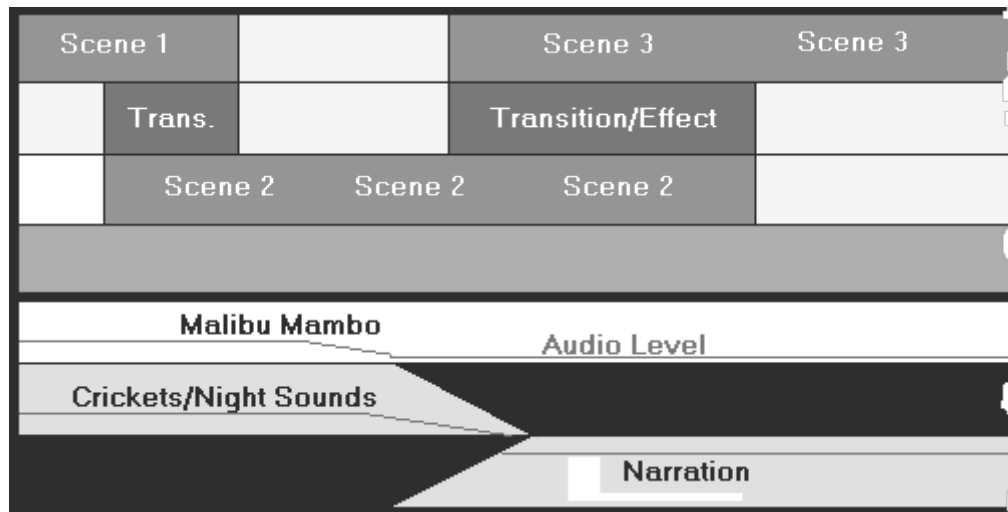 Scene 1 Scene 3 Scene 3
Trans. Transition/Effect
Scene 2 Scene 2 Scene 2
Malibu Mambo
Audio Level
Crickets/Night Sounds
Narration